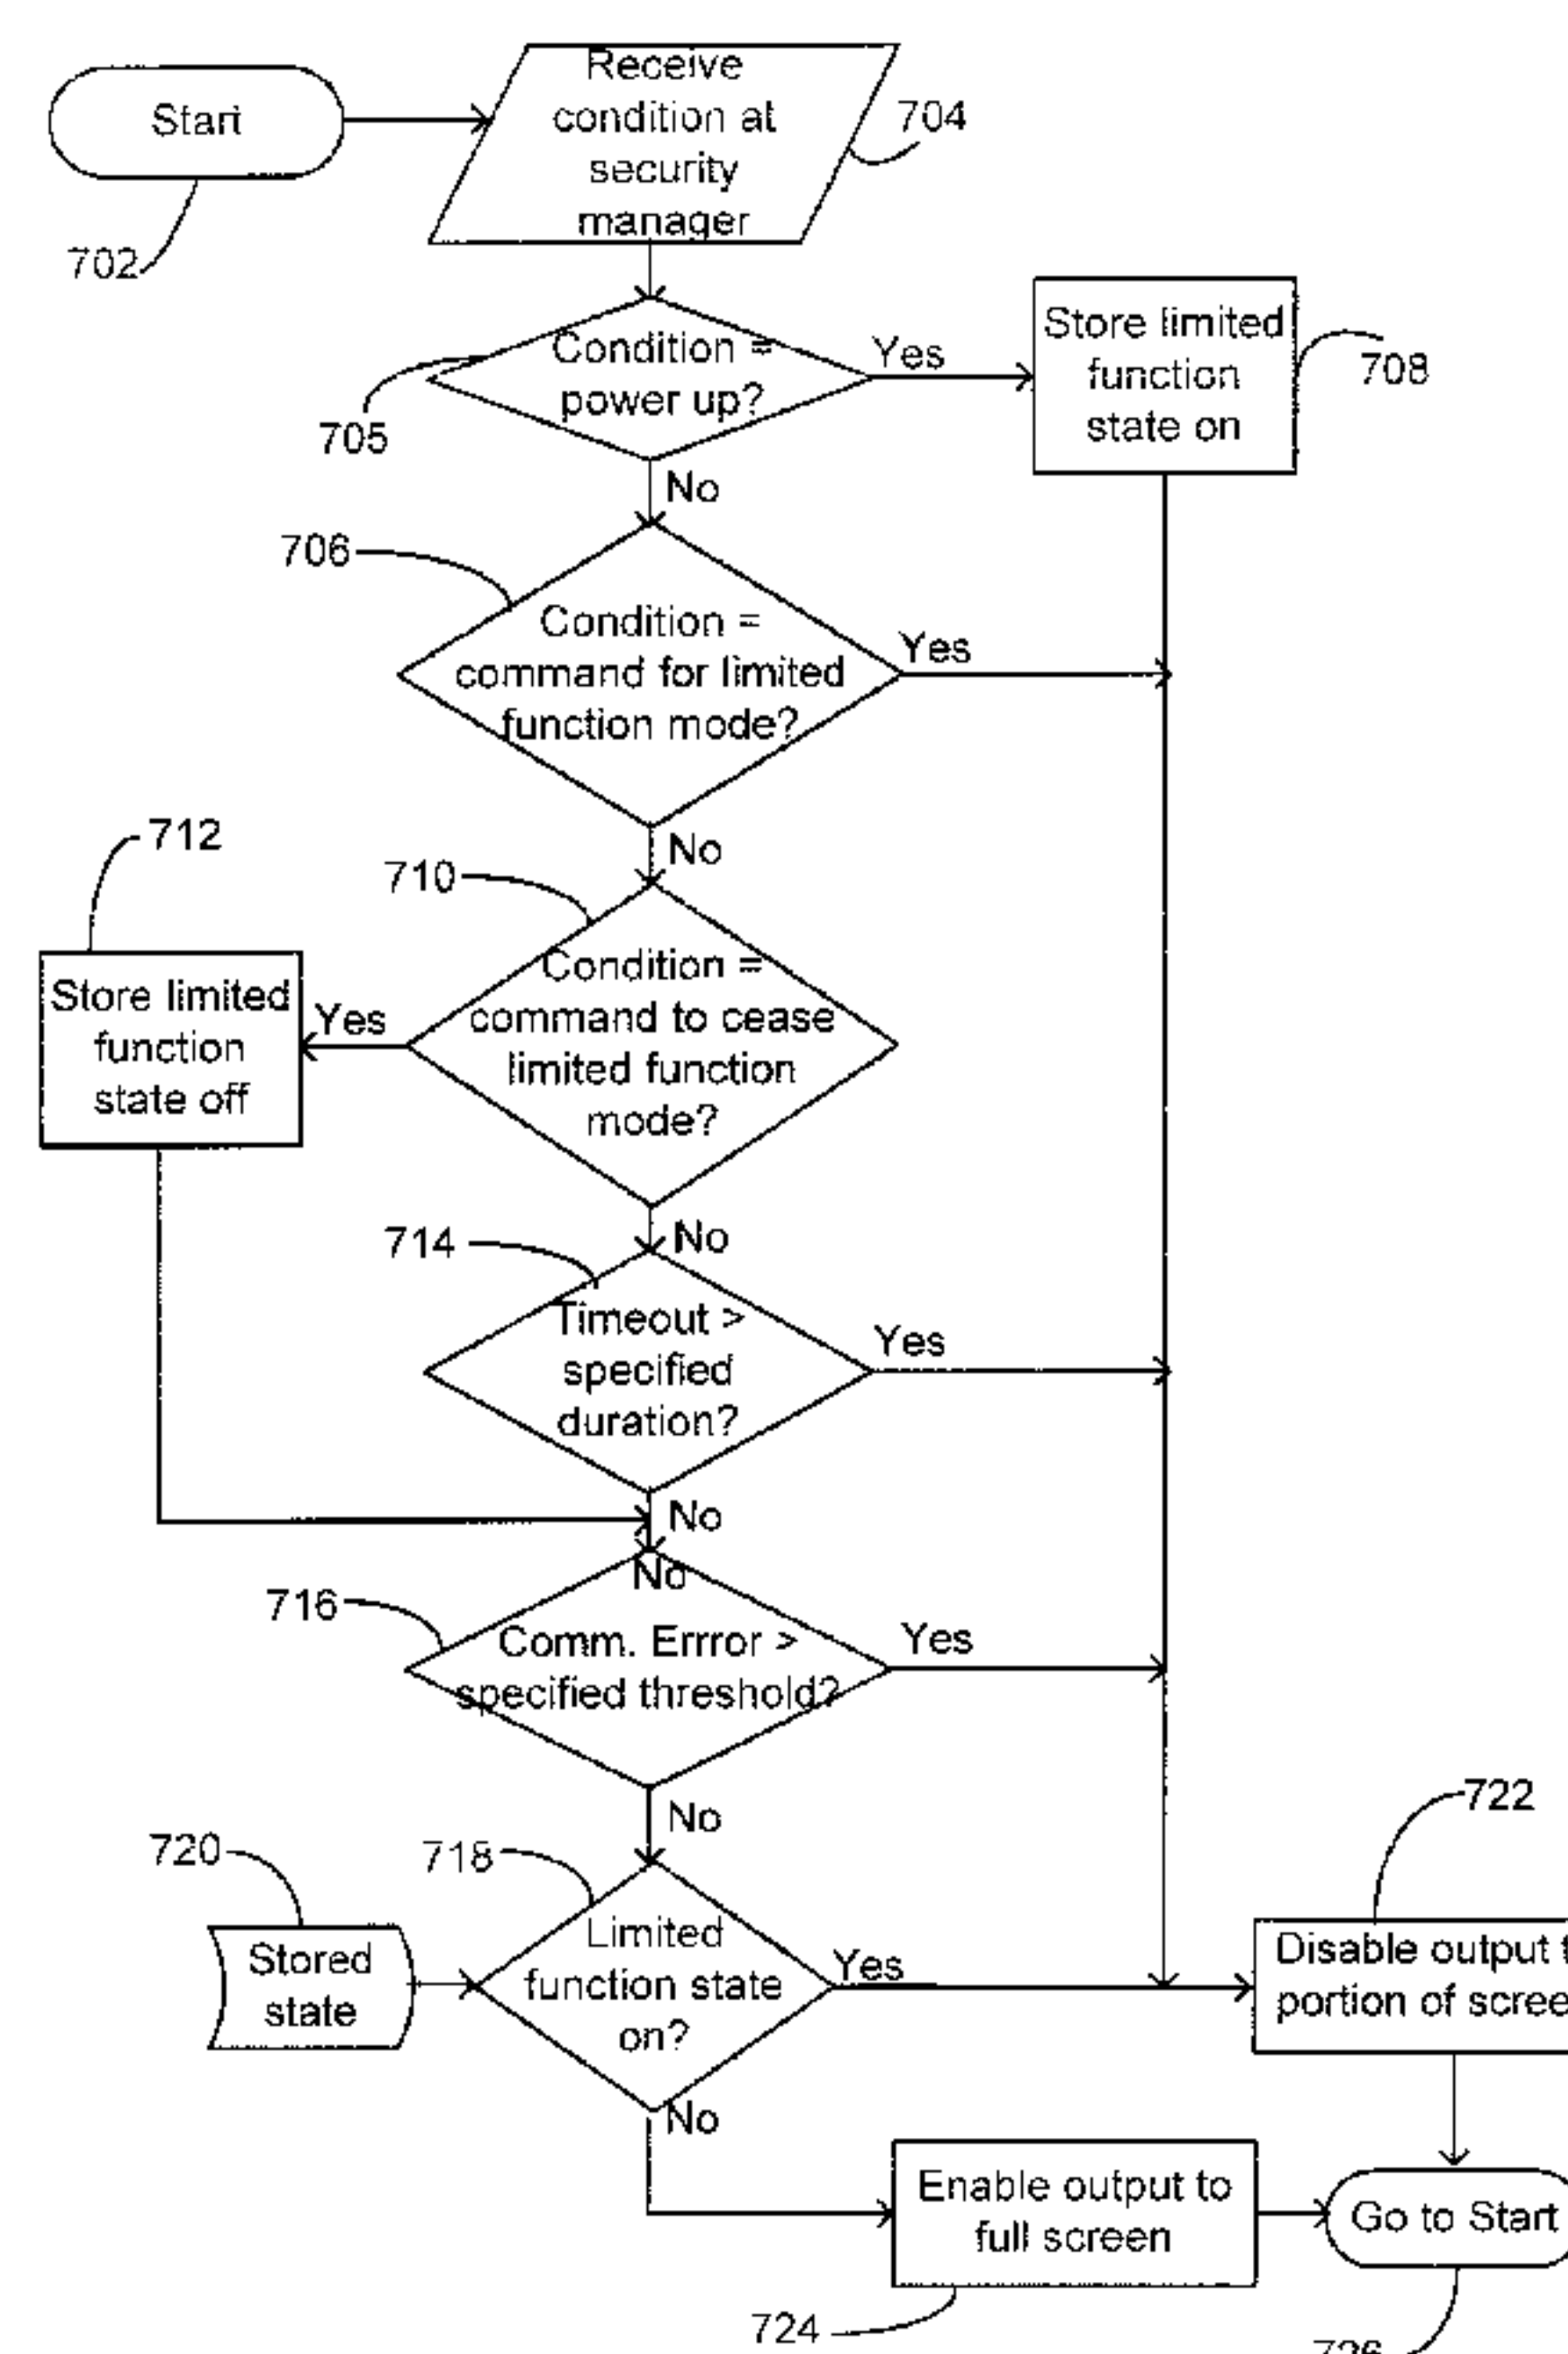 Start
702
Receive
condition at
security
manager
704
Condition =
power up?
705
Yes
Store limited
function
state on
708
No
706
Condition =
command for limited
function mode?
Yes
No
712
710
Condition =
command to cease
limited function
mode?
Yes
Store limited
function
state off
No
714
Timeout >
specified
duration?
Yes
No
No
716
Comm. Errror >
specified threshold?
Yes
No
722
720
718
Stored
state
Limited
function state
on?
Yes
Disable output
portion of
No
Enable output to
full screen
Go to Start
724